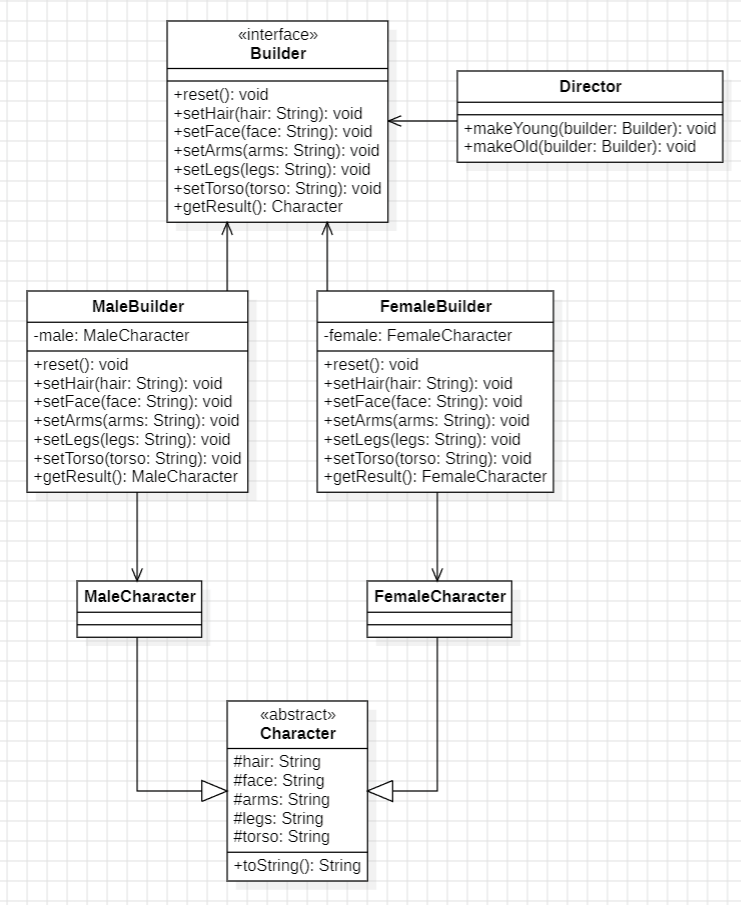 «interface»
Builder
+reset(): void
+setHair(hair: String): void
+setFace(face: String): void
+setArms(arms: String): void
+setLegs(legs: String): void
+setTorso(torso: String): void
+getResult(): Character
Director
+makeYoung(builder: Builder): void
+makeOld(builder: Builder): void
MaleBuilder
-male: MaleCharacter
+reset(): void
+setHair(hair: String): void
+setFace(face: String): void
+setArms(arms: String): void
+setLegs(legs: String): void
+setTorso(torso: String): void
+getResult(): MaleCharacter
FemaleBuilder
-female: FemaleCharacter
+reset(): void
+setHair(hair: String): void
+setFace(face: String): void
+setArms(arms: String): void
+setLegs(legs: String): void
+setTorso(torso: String): void
+getResult(): FemaleCharacter
MaleCharacter
FemaleCharacter
«abstract»
Character
#hair: String
#face: String
#arms: String
#legs: String
#torso: String
+toString(): String